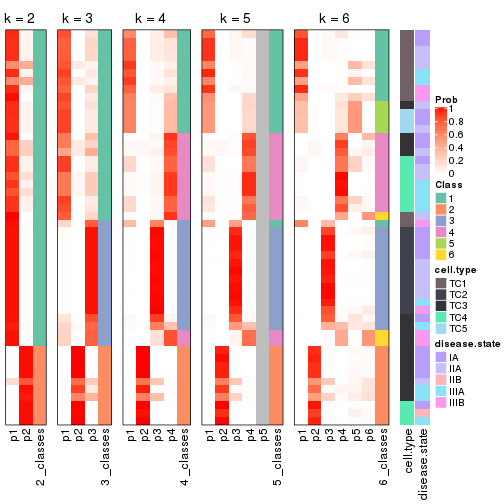 k = 2
k = 3
k = 4
k = 5
k = 6
Prob
1
0.8
0.6
0.4
0.2
0
Class
1
2
3
4
5
6
cell.type
TC1
TC2
TC3
TC4
TC5
disease.state
IA
IIA
IIB
IIIA
IIIB
p1
p2
2_classes
p1
p2
p3
3_classes
p1
p2
p3
p4
4_classes
p1
p2
p3
p4
p5
5_classes
p1
p2
p3
p4
p5
p6
6_classes
cell.type
disease.state